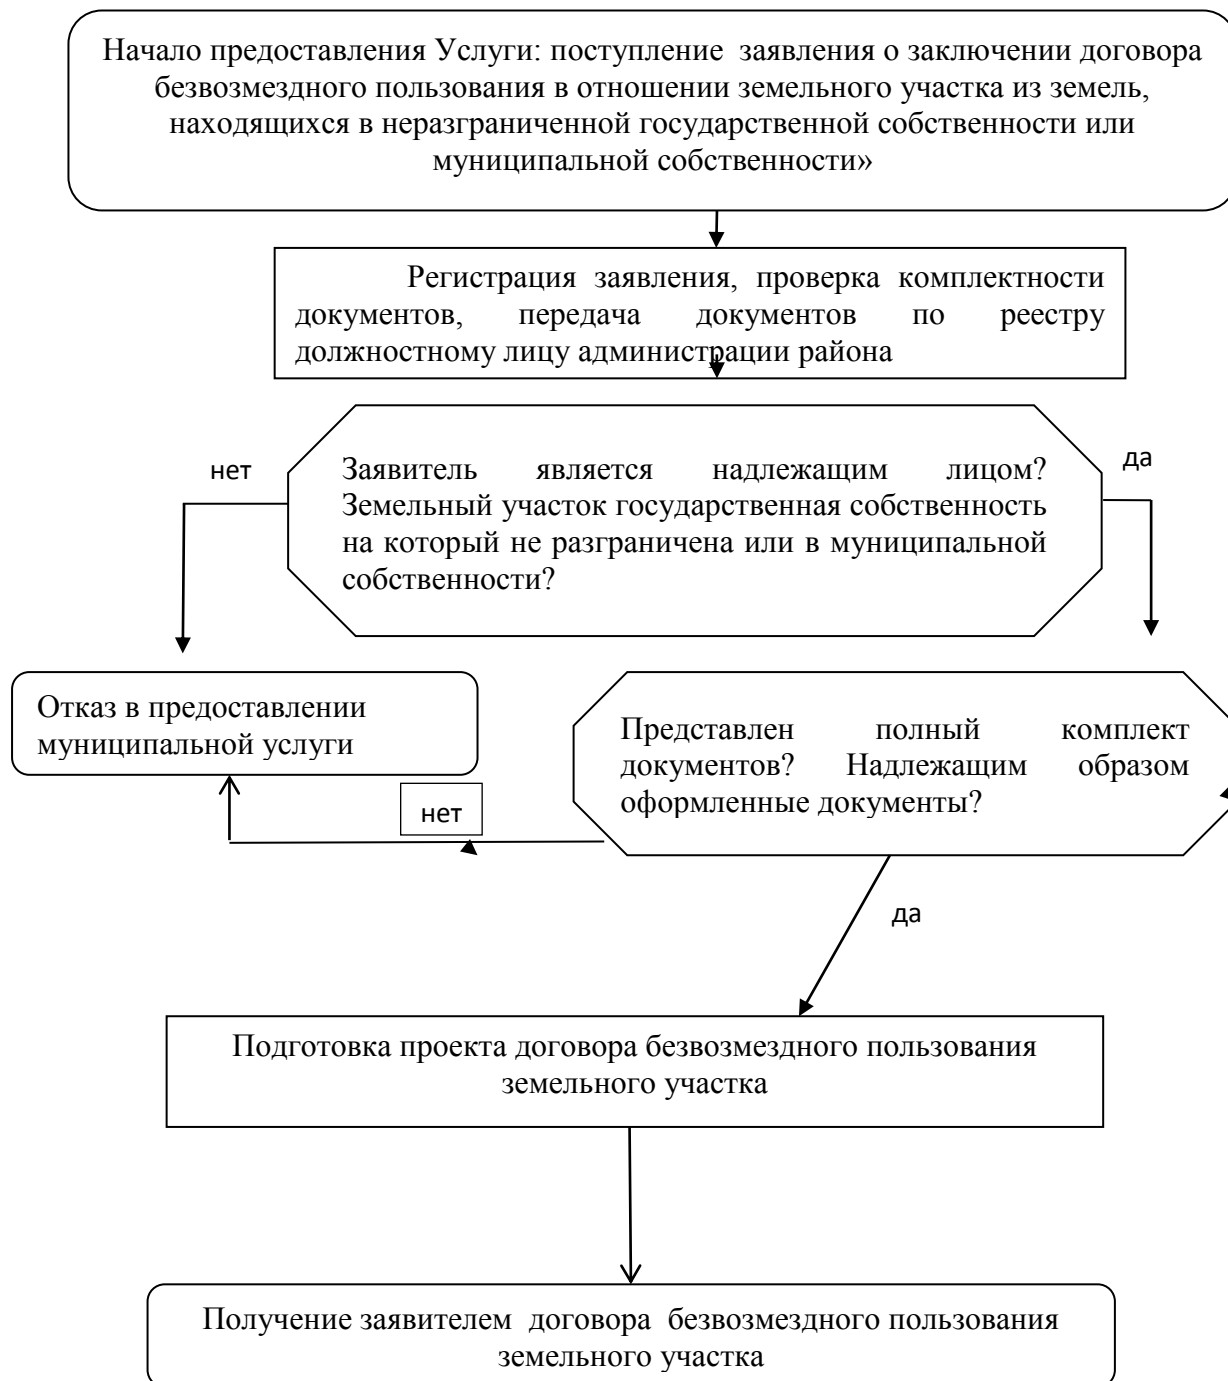 Начало предоставления Услуги: поступление заявления о заключении договора
безвозмездного пользования в отношении земельного участка из земель,
находящихся в неразграниченной государственной собственности или
муниципальной собственности»
Регистрация заявления, проверка комплектности
документов, передача документов по реестру
должностному лицу администрации района
нет
да
Заявитель является надлежащим лицом?
Земельный участок государственная собственность
на который не разграничена или в муниципальной
собственности?
Отказ в предоставлении
муниципальной услуги
Представлен полный комплект
документов? Надлежащим образом
оформленные документы?
нет
да
Подготовка проекта договора безвозмездного пользования
земельного участка
Получение заявителем договора безвозмездного пользования
земельного участка